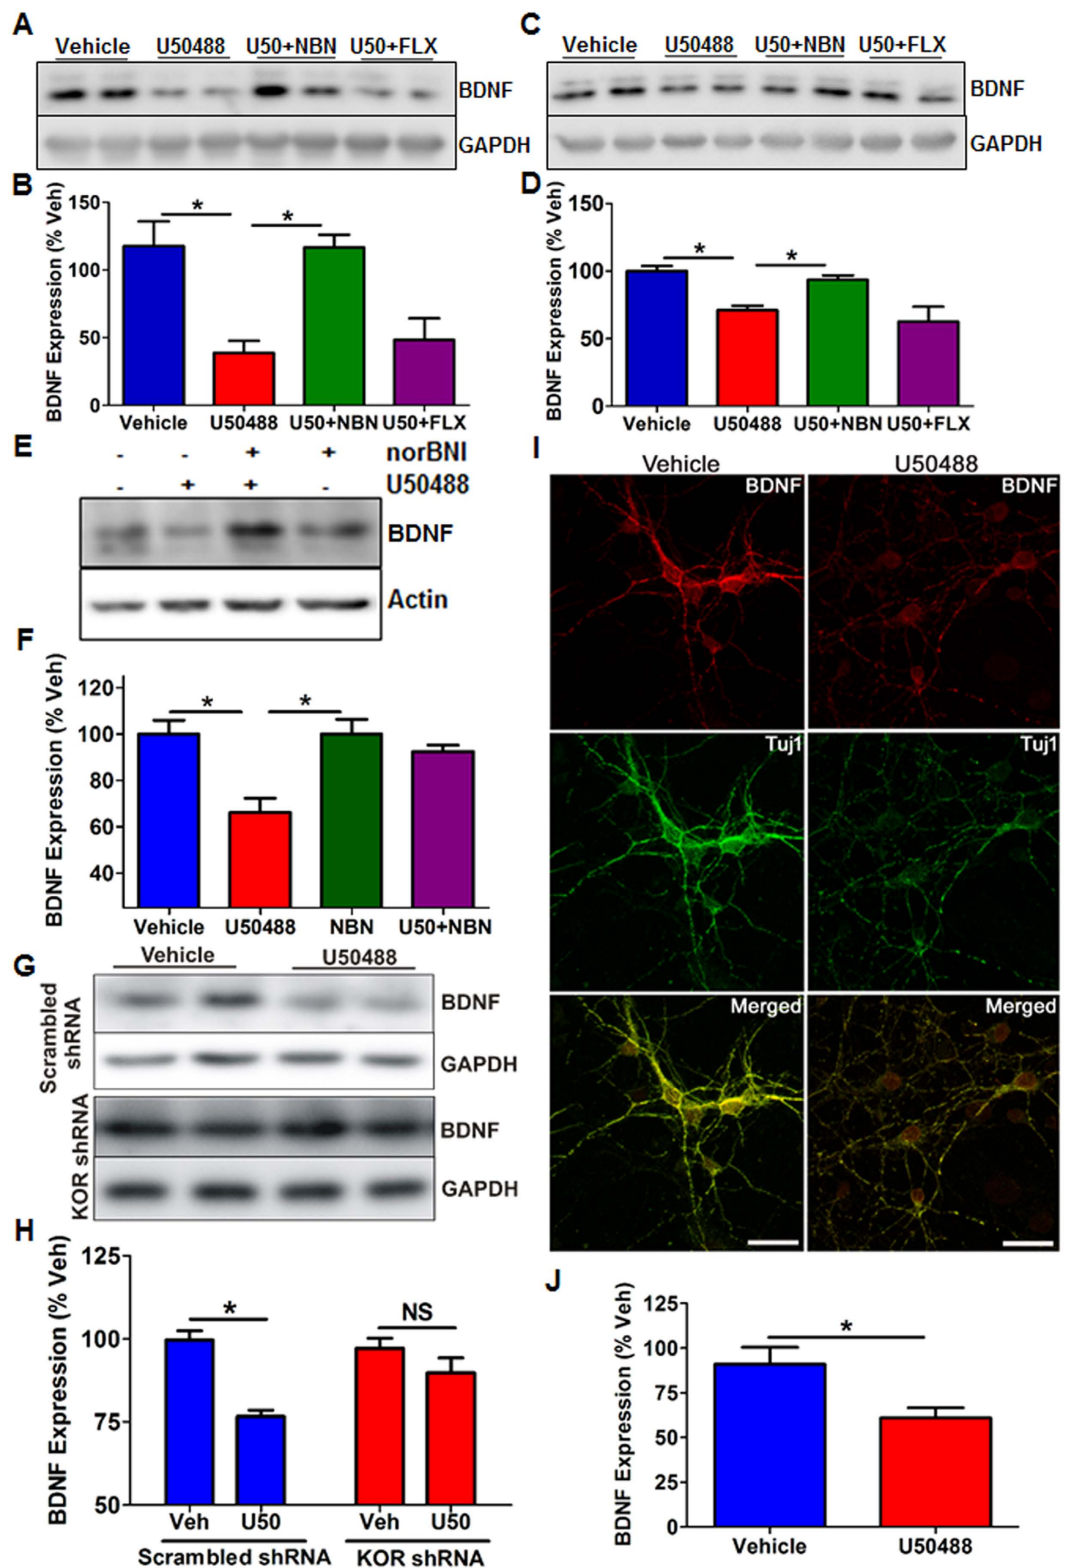 A
Vehicle U50488 U50+NBN U50+FLX
BDNF
GAPDH
B
BDNF Expression (% Veh)
150
100
50
0
* *
Vehicle U50488 U50+NBN U50+FLX
C
Vehicle U50488 U50+NBN U50+FLX
BDNF
GAPDH
D
BDNF Expression (% Veh)
150
100
50
0
* *
Vehicle U50488 U50+NBN U50+FLX
E
- - + + norBNI
- + + - U50488
BDNF
Actin
F
BDNF Expression (% Veh)
120
100
80
60
40
* *
Vehicle U50488 NBN U50+NBN
G
Vehicle U50488
Scrambled
shRNA
BDNF
GAPDH
KOR shRNA
BDNF
GAPDH
H
BDNF Expression (% Veh)
125
100
75
50
* NS
Veh U50 Veh U50
Scrambled shRNA KOR shRNA
I
Vehicle U50488
BDNF BDNF
Tuj1 Tuj1
Merged Merged
J
BDNF Expression (% Veh)
125
100
75
50
25
0
*
Vehicle U50488